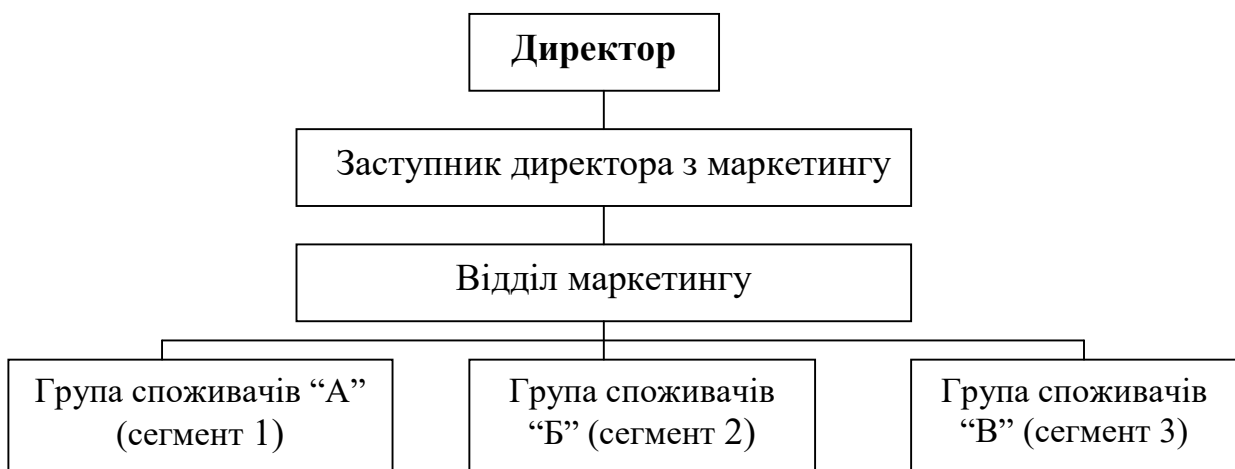 Директор
Заступник директора з маркетингу
Відділ маркетингу
Група споживачів “А”
(сегмент 1)
Група споживачів
“Б” (сегмент 2)
Група споживачів
“В” (сегмент 3)